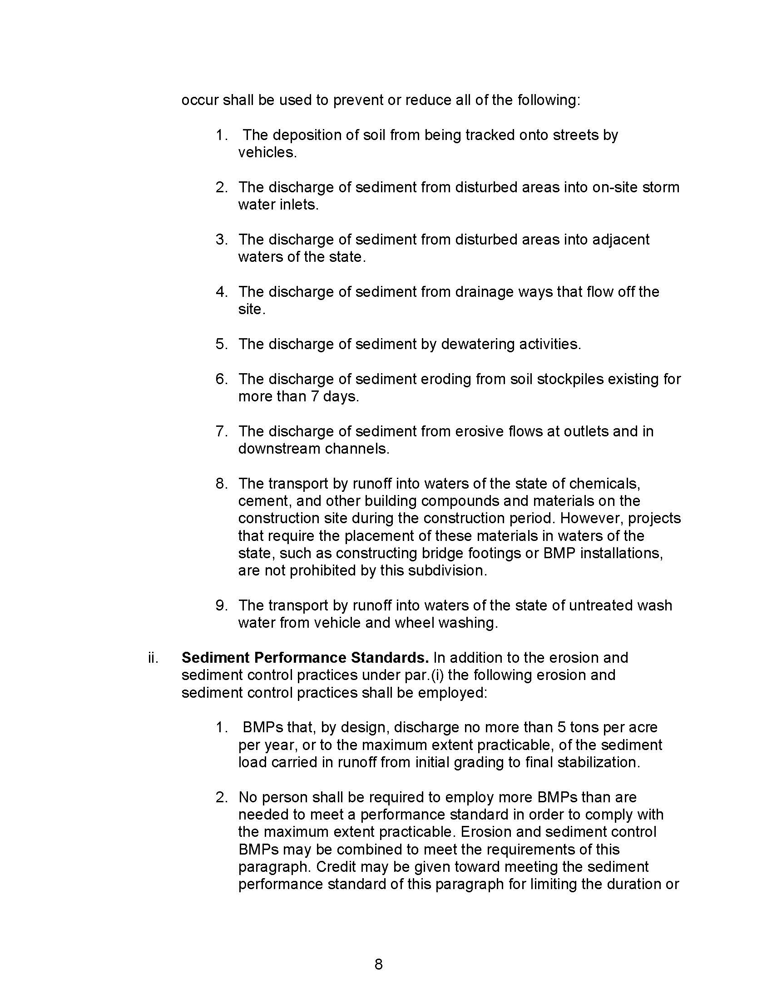 occur shall be used to prevent or reduce all of the following:
1. The deposition of soil from being tracked onto streets by
vehicles.
2. The discharge of sediment from disturbed areas into on-site storm
water inlets.
3. The discharge of sediment from disturbed areas into adjacent
waters of the state.
4. The discharge of sediment from drainage ways that flow off the
site.
5. The discharge of sediment by dewatering activities.
6. The discharge of sediment eroding from soil stockpiles existing for
more than 7 days.
7. The discharge of sediment from erosive flows at outlets and in
downstream channels.
8. The transport by runoff into waters of the state of chemicals,
cement, and other building compounds and materials on the
construction site during the construction period. However, projects
that require the placement of these materials in waters of the
state, such as constructing bridge footings or BMP installations,
are not prohibited by this subdivision.
9. The transport by runoff into waters of the state of untreated wash
water from vehicle and wheel washing.
ii. Sediment Performance Standards. In addition to the erosion and
sediment control practices under par.(i) the following erosion and
sediment control practices shall be employed:
1. BMPs that, by design, discharge no more than 5 tons per acre
per year, or to the maximum extent practicable, of the sediment
load carried in runoff from initial grading to final stabilization.
2. No person shall be required to employ more BMPs than are
needed to meet a performance standard in order to comply with
the maximum extent practicable. Erosion and sediment control
BMPs may be combined to meet the requirements of this
paragraph. Credit may be given toward meeting the sediment
performance standard of this paragraph for limiting the duration or
8